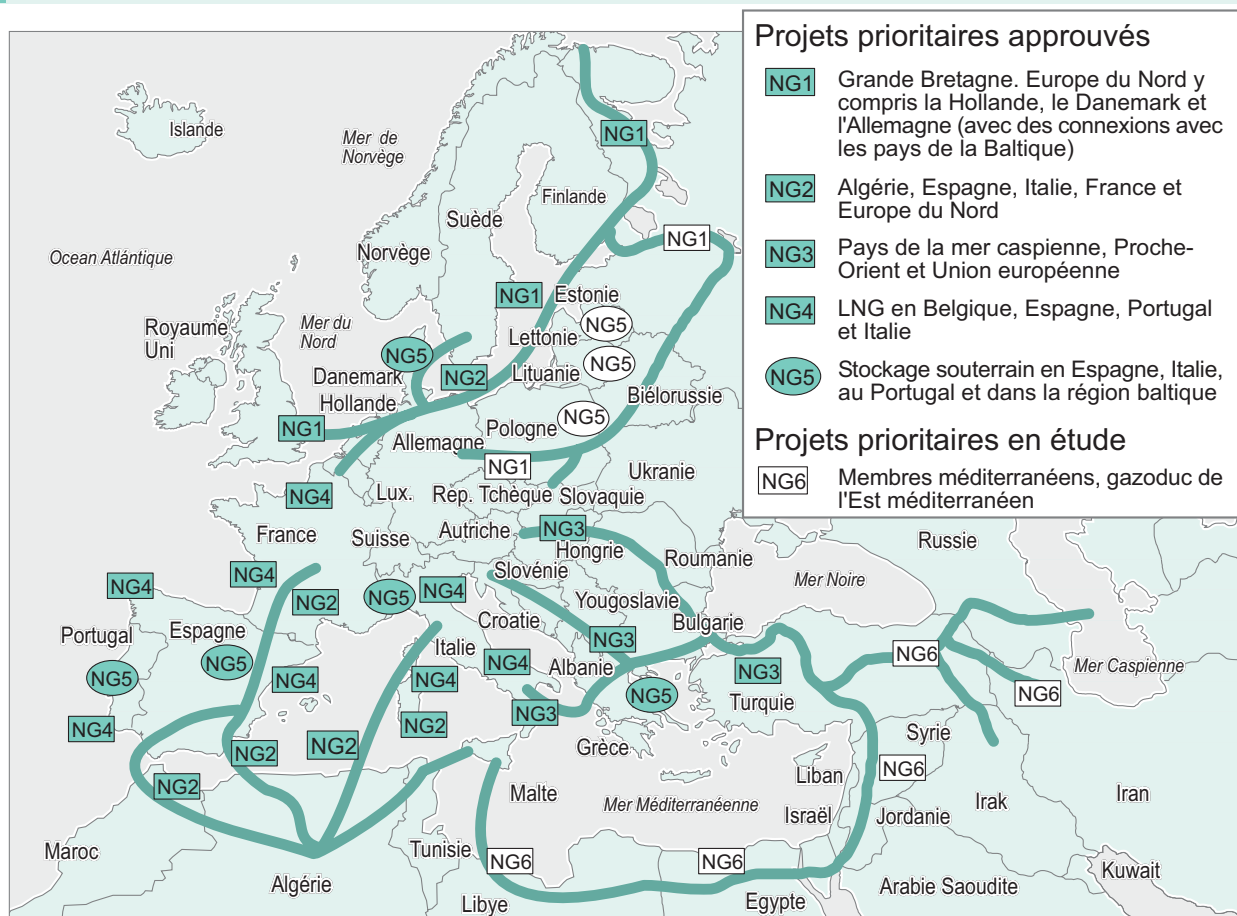 Projets prioritaires approuvés
NG1 Grande Bretagne. Europe du Nord y
compris la Hollande, le Danemark et
l'Allemagne (avec des connexions avec
les pays de la Baltique)
NG2 Algérie, Espagne, Italie, France et
Europe du Nord
NG3 Pays de la mer caspienne, Proche-
Orient et Union européenne
NG4 LNG en Belgique, Espagne, Portugal
et Italie
NG5 Stockage souterrain en Espagne, Italie,
au Portugal et dans la région baltique
Projets prioritaires en étude
NG6 Membres méditerranéens, gazoduc de
l'Est méditerranéen
Islande
Mer de
Norvège
NG1
Finlande
Suède
NG1
Norvège
Ocean Atlántique
NG1
Estonie
Royaume
Uni
Mer du
Nord
NG5
Lettonie
NG5
NG5
Danemark
NG2
Lituanie
Hollande
Biélorussie
NG5
NG1
Pologne
Allemagne
NG1
Ukranie
NG4
Lux.
Rep. Tchèque
Slovaquie
France
Suisse
Autriche
NG3
Hongrie
Roumanie
Russie
NG4
NG4
NG2
NG5
NG4
Slovénie
Mer Noire
Yougoslavie
Croatie
Bulgarie
Portugal
Espagne
NG5
Italie
NG3
NG6
Mer Caspienne
NG5
NG4
NG4
NG4
Albanie
NG5
NG3
Turquie
NG6
NG4
NG2
NG3
Grèce
Syrie
NG2
NG2
NG2
Liban
NG6
Malte
Mer Méditerranéenne
Israël
Jordanie
Irak
Iran
Maroc
Tunisie
NG6
NG6
Kuwait
Algérie
Libye
Egypte
Arabie Saoudite